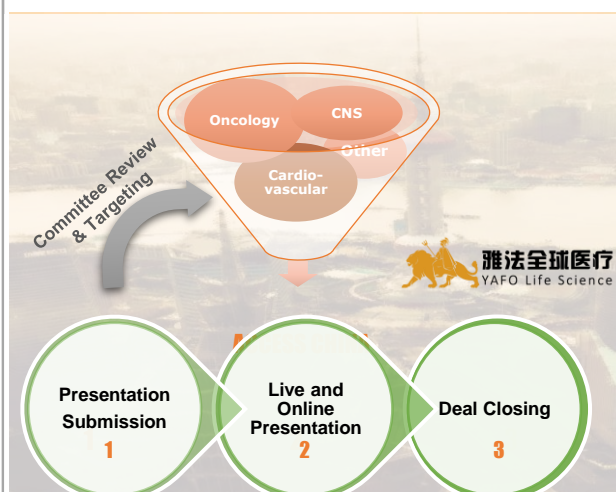 Oncology
CNS
Other
Cardio-
vascular
Committee Review
& Targeting
雅法全球医疗
YAFO Life Science
Presentation
Submission
1
Live and
Online
Presentation
2
Deal Closing
3